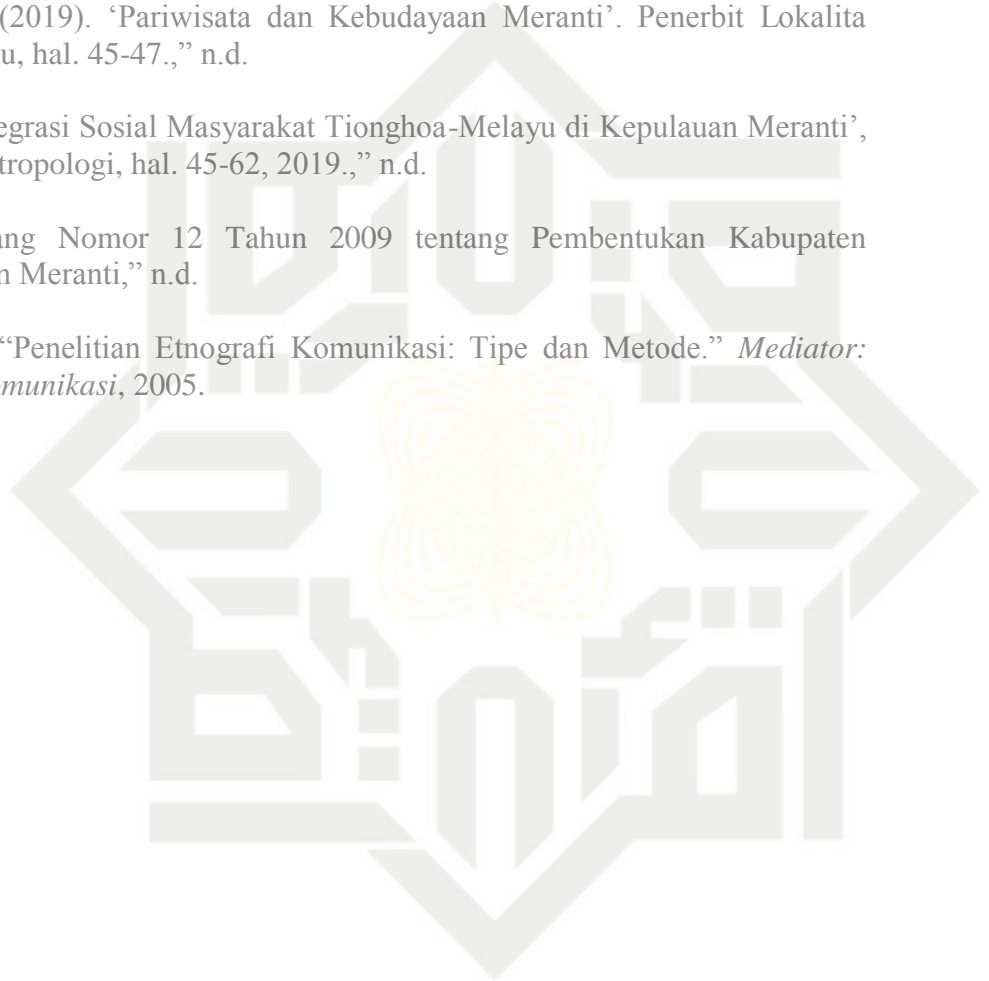 (2019). ‘Pariwisata dan Kebudayaan Meranti’. Penerbit Lokalita
u, hal. 45-47.,” n.d.
egrasi Sosial Masyarakat Tionghoa-Melayu di Kepulauan Meranti’,
tropologi, hal. 45-62, 2019.,” n.d.
ang Nomor 12 Tahun 2009 tentang Pembentukan Kabupaten
n Meranti,” n.d.
“Penelitian Etnografi Komunikasi: Tipe dan Metode.” Mediator:
omunikasi, 2005.